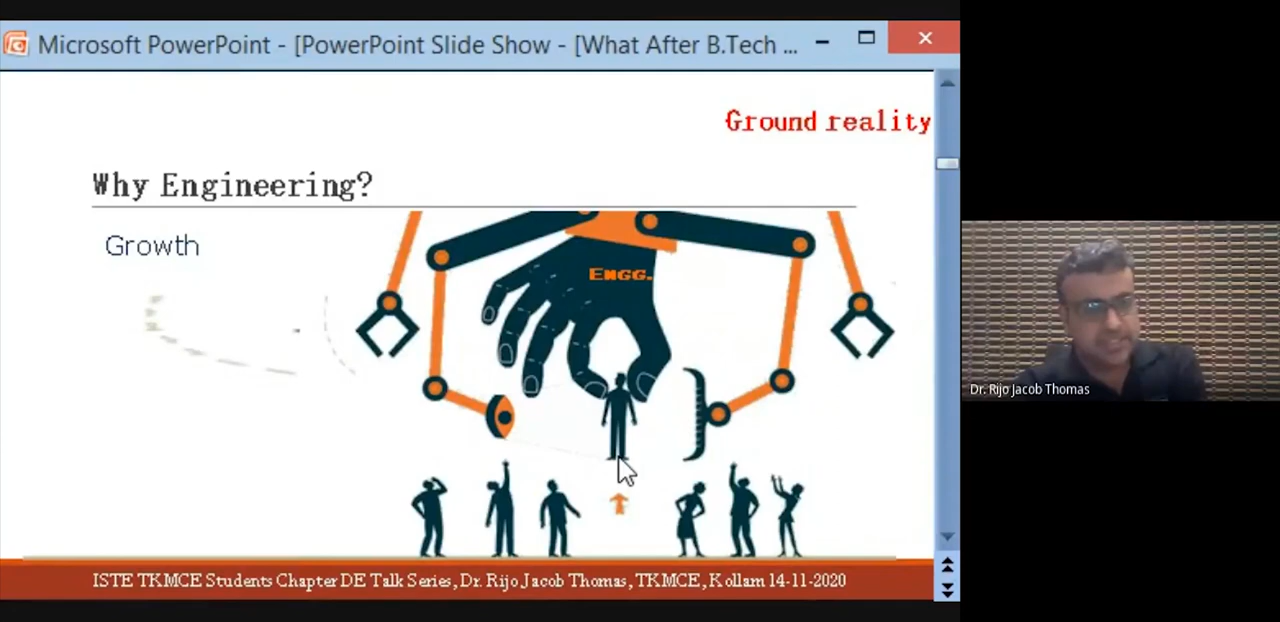 Microsoft PowerPoint - [PowerPoint Slide Show - [What After B.Tech ...
Ground reality
Why Engineering?
Growth
ENGG.
Dr. Rijo Jacob Thomas
ISTE TKMCE Students Chapter DE Talk Series, Dr. Rijo Jacob Thomas, TKMCE, Kollam 14-11-2020